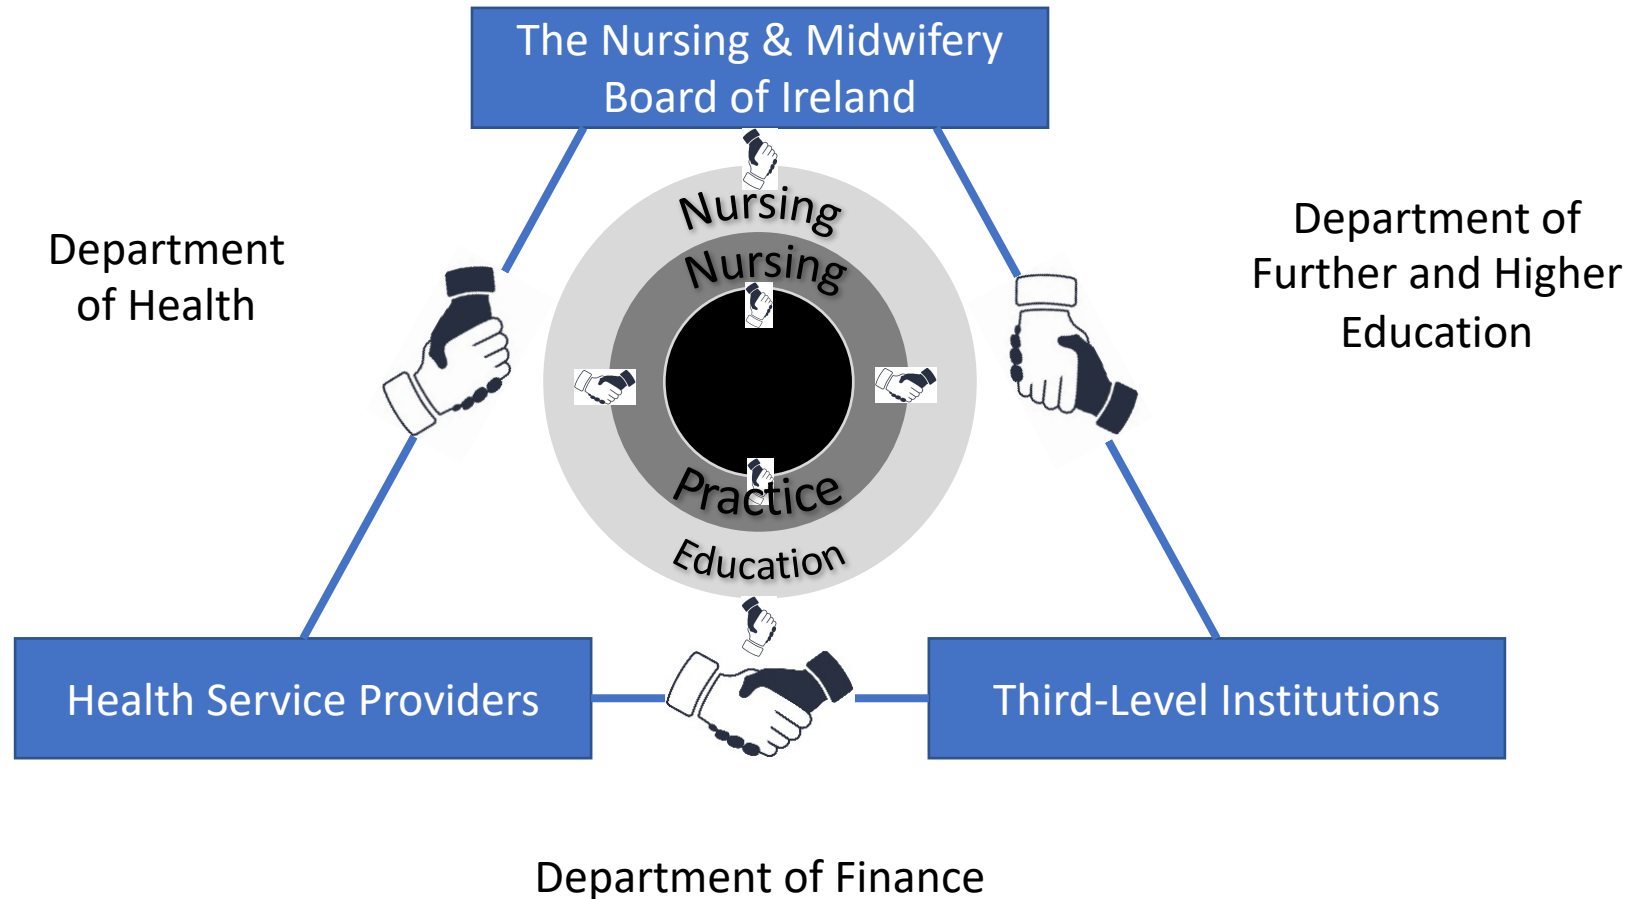 The Nursing & Midwifery
Board of Ireland
Department
of Health
Department of
Further and Higher
Education
Nursing
Nursing
Practice
Education
Health Service Providers
Third-Level Institutions
Department of Finance